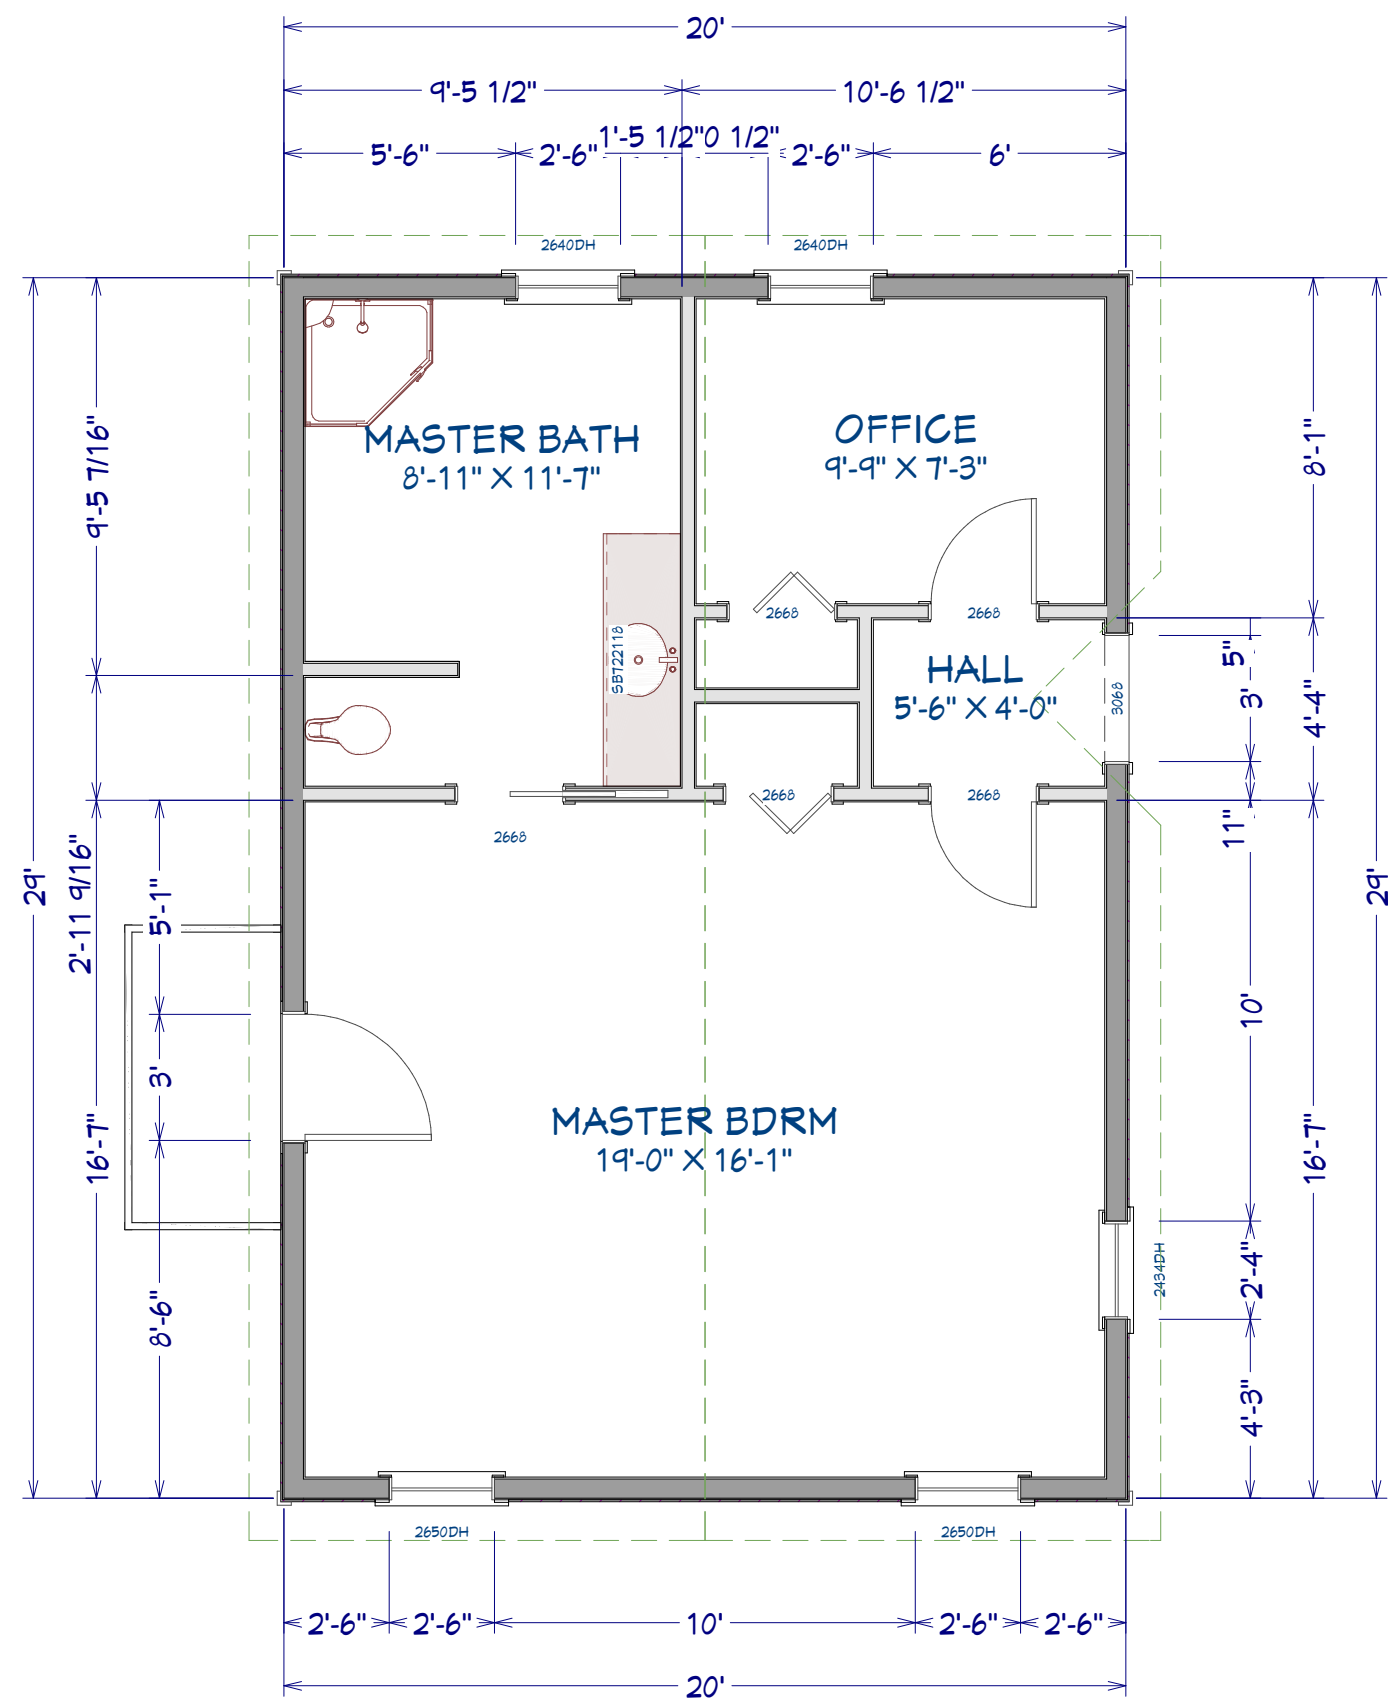 20'
9'-5 1/2" 10'-6 1/2"
5'-6" 2'-6" 1'-5 1/2" 0 1/2" 2'-6" 6'
2640DH 2640DH
9'-5 7/16"
8'-1"
MASTER BATH
8'-11" X 11'-7"
OFFICE
9'-9" X 7'-3"
2668 2668
SB722118
HALL
5'-6" X 4'-0"
3068
5"
3'
4'-4"
2668 2668
2668
11"
29'
2'-11 9/16"
5'-1"
29'
10'
3'
16'-7"
MASTER BDRM
19'-0" X 16'-1"
16'-7"
2434DH
2'-4"
8'-6"
4'-3"
2650DH 2650DH
2'-6" 2'-6" 10' 2'-6" 2'-6"
20'